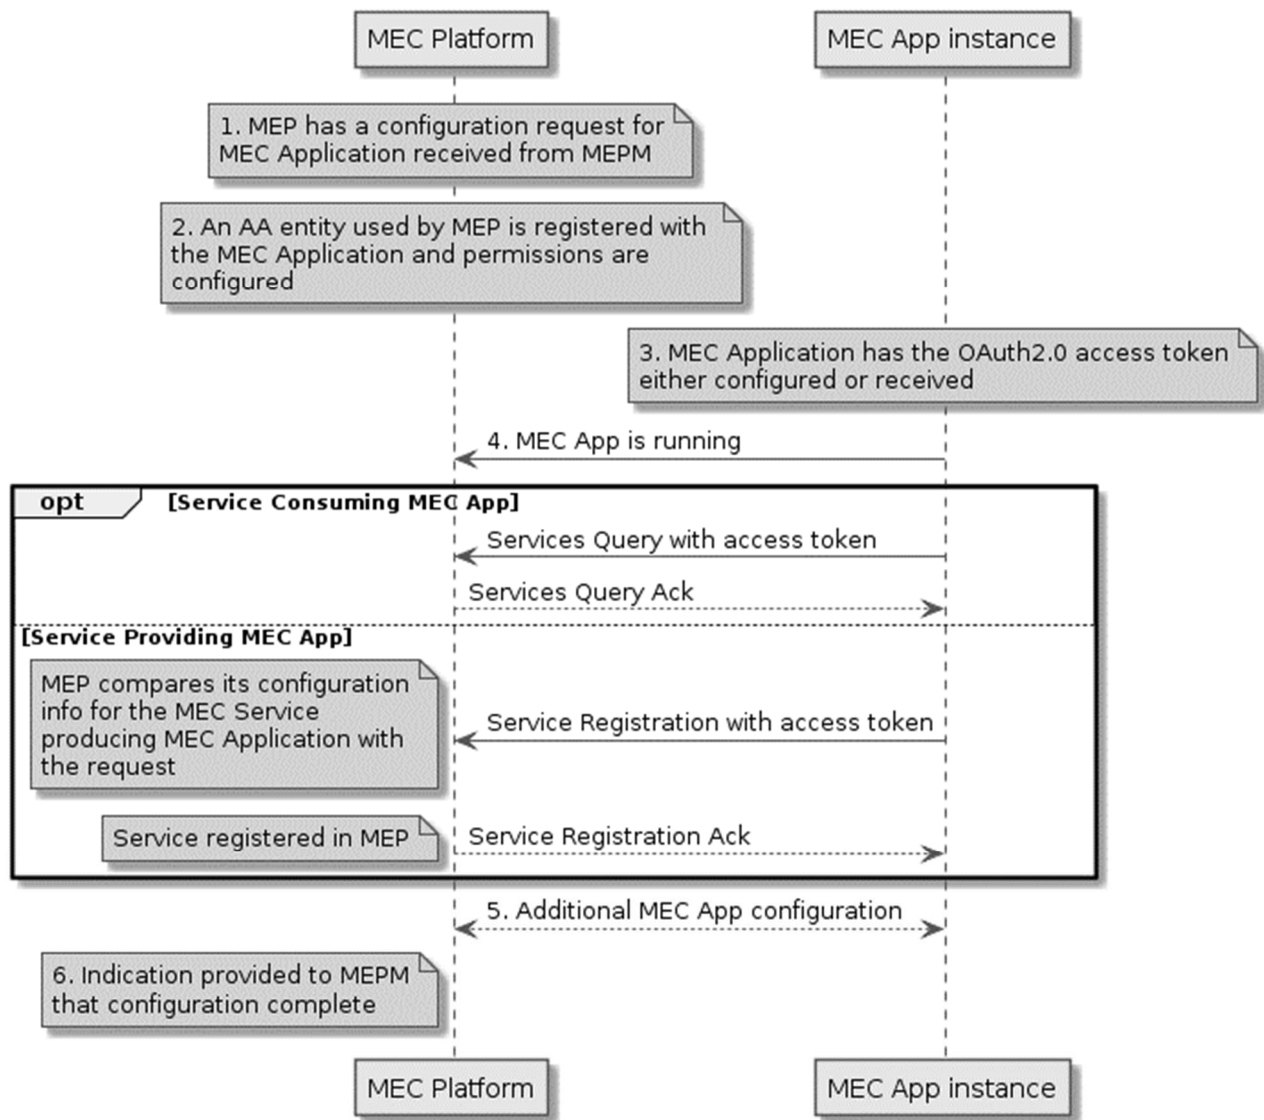 MEC Platform
MEC App instance
1. MEP has a configuration request for
MEC Application received from MEPM
2. An AA entity used by MEP is registered with
the MEC Application and permissions are
configured
3. MEC Application has the OAuth2.0 access token
either configured or received
4. MEC App is running
opt
[Service Consuming MEC App]
Services Query with access token
Services Query Ack
[Service Providing MEC App]
MEP compares its configuration
info for the MEC Service
producing MEC Application with
the request
Service Registration with access token
Service registered in MEP
Service Registration Ack
5. Additional MEC App configuration
6. Indication provided to MEPM
that configuration complete
MEC Platform
MEC App instance